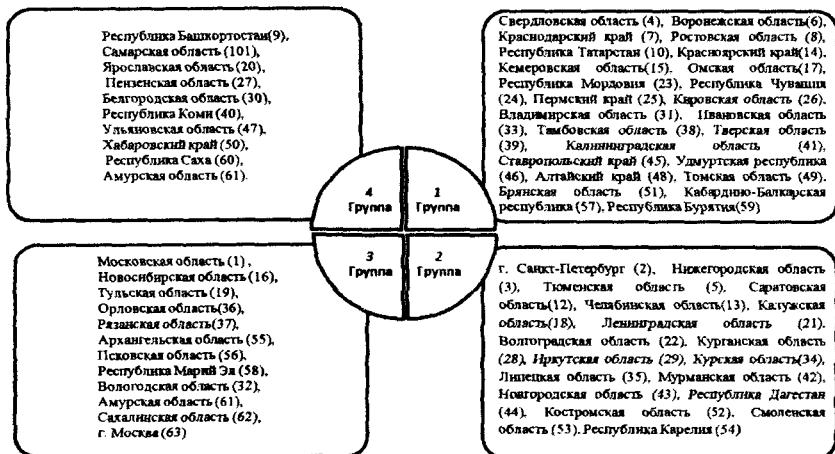 Республика Башкортостан(9),
Самарская область (101),
Ярославская область (20),
Пензенская область (27),
Белгородская область (30),
Республика Коми (40),
Ульяновская область (47),
Хабаровский край (50),
Республика Саха (60),
Амурская область (61).
Свердловская область (4), Воронежская область(6),
Краснодарский край (7), Ростовская область (8),
Республика Татарстан (10), Красноярский край(14),
Кемеровская область(15). Омская область(17),
Республика Мордовия (23), Республика Чувашия
(24), Пермский край (25), Кировская область (26).
Владимирская область (31), Ивановская область
(33), Тамбовская область (38), Тверская область
(39), Калининградская область (41),
Ставропольский край (45), Удмуртская республика
(46), Алтайский край (48), Томская область (49).
Брянская область (51), Кабардино-Балкарская
республика (57), Республика Бурятия(59)
4
Группа
1
Группа
3
Группа
2
Группа
Московская область (1),
Новосибирская область (16),
Тульская область (19),
Орловская область(36),
Рязанская область(37),
Архангельская область (55),
Псковская область (56),
Республика Марий Эл (58),
Вологодская область (32),
Амурская область (61),
Сахалинская область (62),
г. Москва (63)
г. Санкт-Петербург (2), Нижегородская область
(3), Тюменская область (5). Саратовская
область(12), Челябинская область(13). Калужская
область(18), Ленинградская область (21).
Волгоградская область (22). Курганская область
(28), Иркутская область (29), Курская область(34),
Липецкая область (35), Мурманская область (42),
Новгородская область (43), Республика Дагестан
(44), Костромская область (52). Смоленская
область (53). Республика Карелия (54)